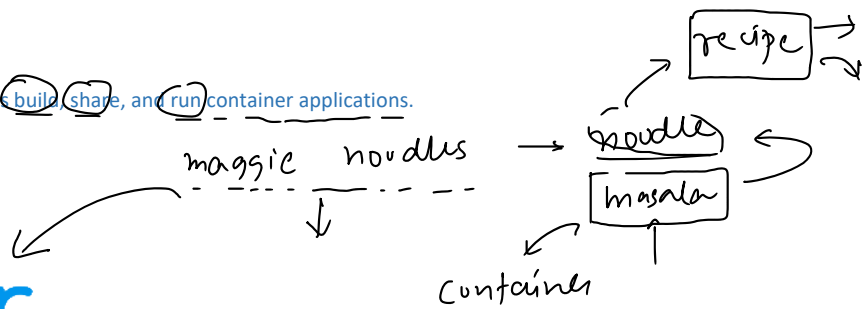 recipe
s build, share, and run container applications.
maggie noodles
noodle
masala
container